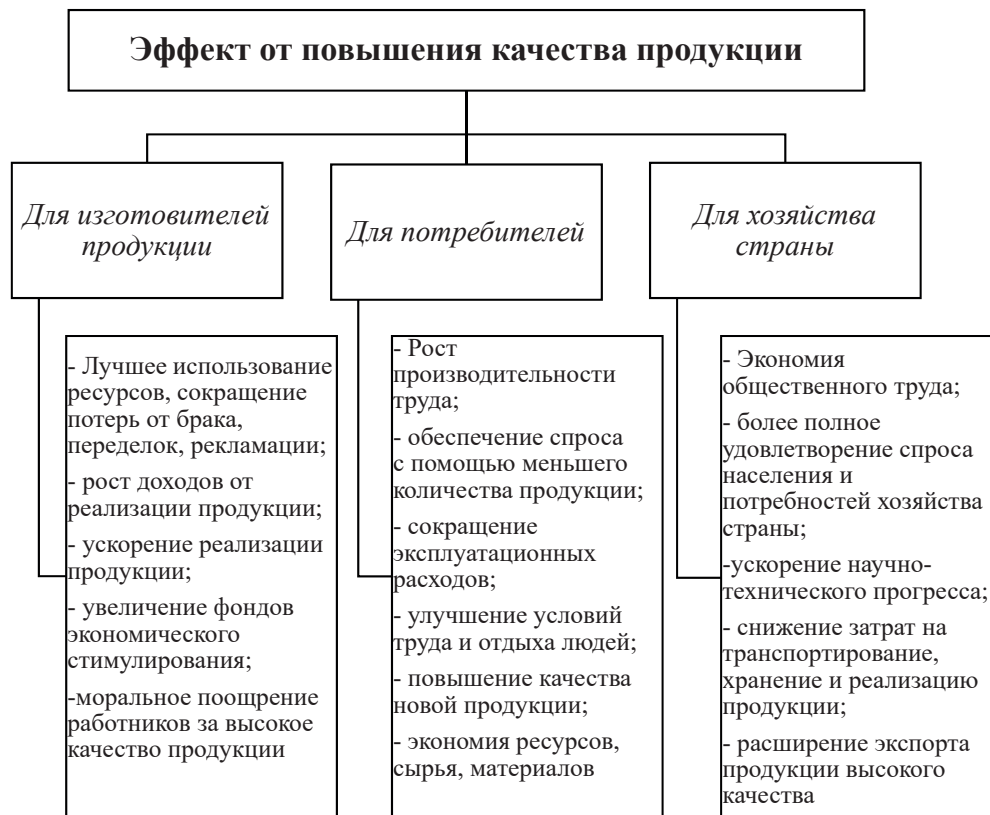 Эффект от повышения качества продукции
Для изготовителей
продукции
Для потребителей
Для хозяйства
страны
- Лучшее использование
ресурсов, сокращение
потерь от брака,
переделок, рекламации;
- рост доходов от
реализации продукции;
- ускорение реализации
продукции;
- увеличение фондов
экономического
стимулирования;
-моральное поощрение
работников за высокое
качество продукции
- Рост
производительности
труда;
- обеспечение спроса
с помощью меньшего
количества продукции;
- сокращение
эксплуатационных
расходов;
- улучшение условий
труда и отдыха людей;
- повышение качества
новой продукции;
- экономия ресурсов,
сырья, материалов
- Экономия
общественного труда;
- более полное
удовлетворение спроса
населения и
потребностей хозяйства
страны;
-ускорение научно-
технического прогресса;
- снижение затрат на
транспортирование,
хранение и реализацию
продукции;
- расширение экспорта
продукции высокого
качества